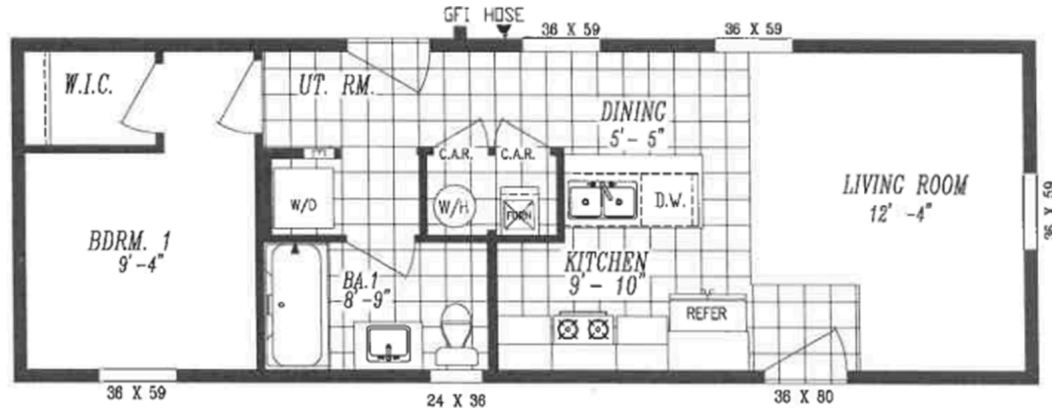 GFI HOSE
36 X 59
36 X 59
W.I.C.
UT. RM.
DINING
5'- 5"
C.A.R.
C.A.R.
LIVING ROOM
12' -4"
W/D
W/H
FURN
D.W.
36 X 59
BDRM. 1
9'-4"
BA.1
8'-9"
KITCHEN
9'- 10"
REFER
36 X 59
24 X 36
36 X 80